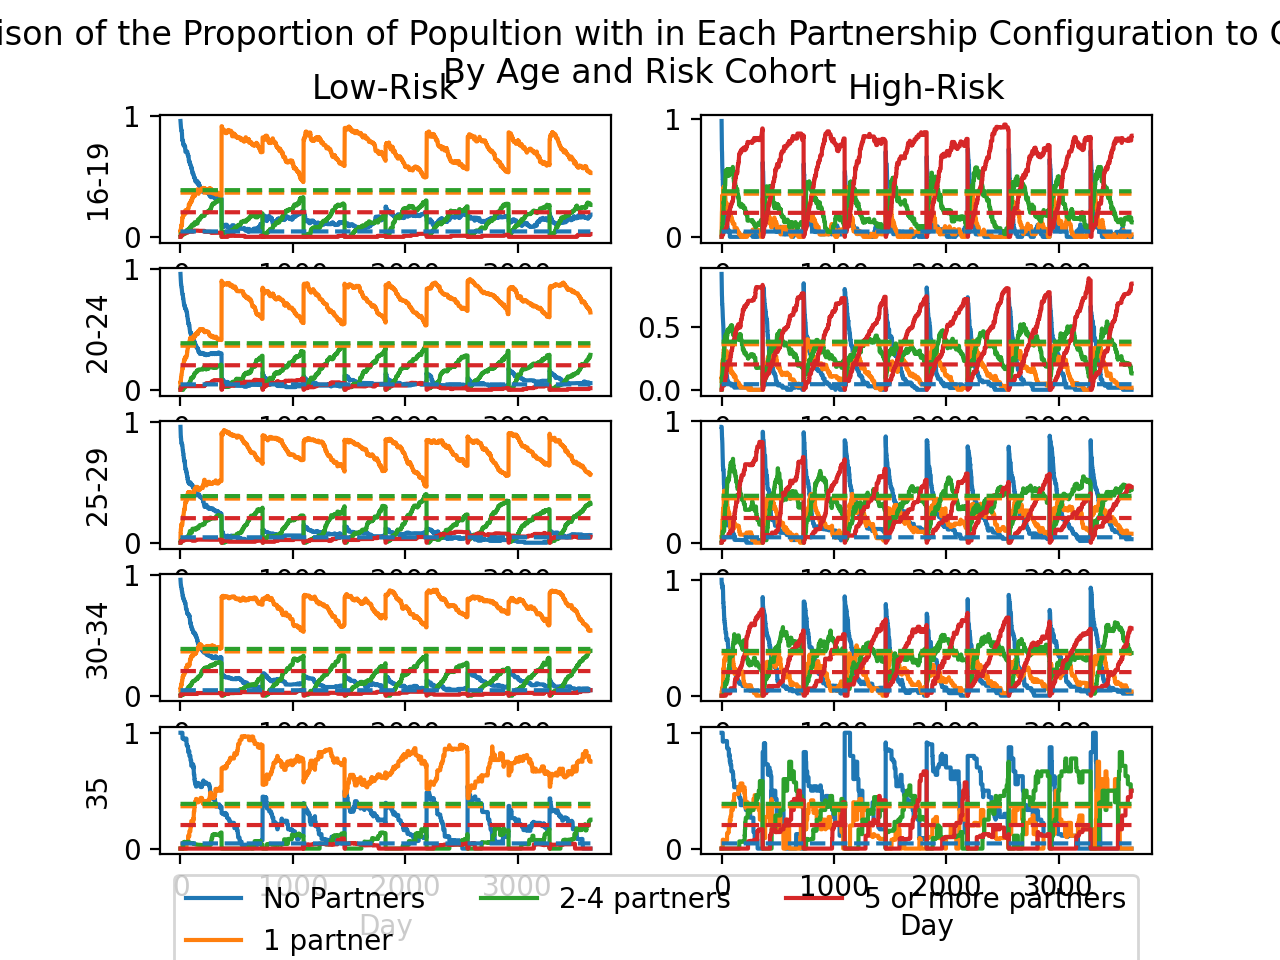 of the Proportion of Popultion with in Each Partnership Configuration to
By Age and Risk Cohort
Low-Risk
High-Risk
1
0
16-19
1
0
1
0
20-24
0.5
0.0
1
0
25-29
1
0
1
0
30-34
1
0
1
0
35
1
0
0 1000 2000 3000
0 1000 2000 3000
Day
Day
No Partners
2-4 partners
5 or more partners
1 partner